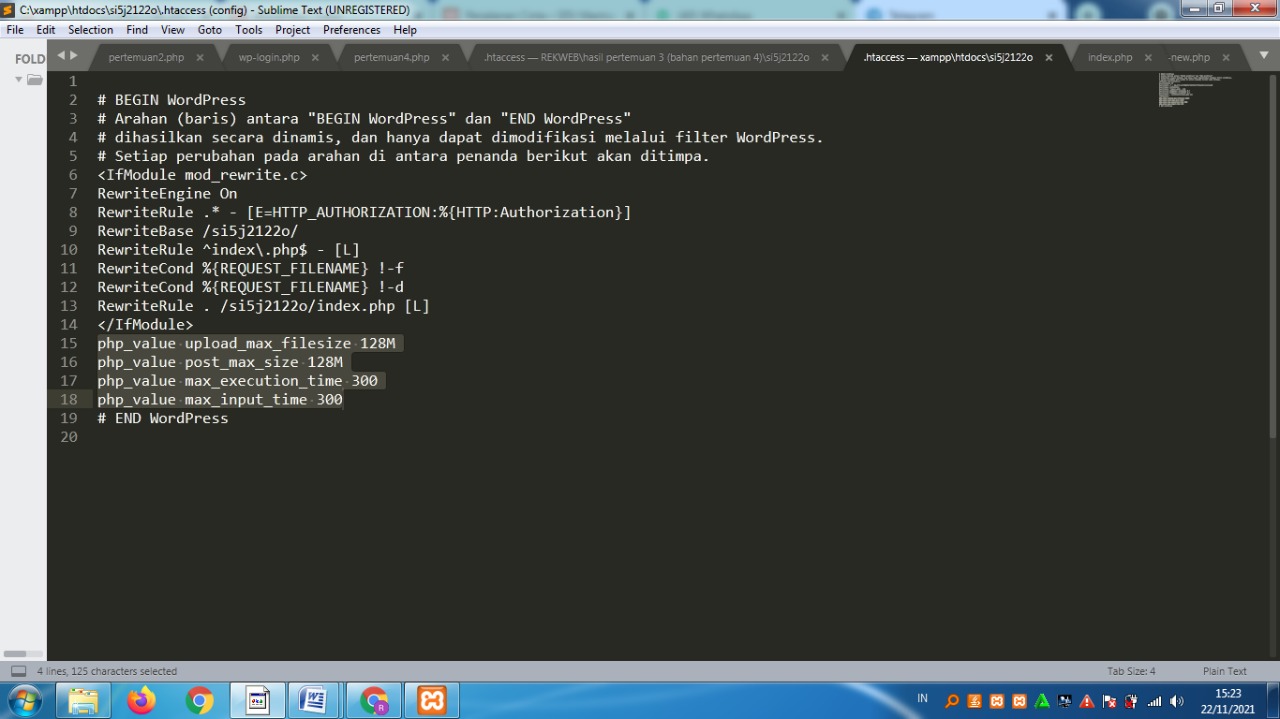 C:\xampp\htdocs\si5j2122o\.htaccess (config) - Sublime Text (UNREGISTERED)
File Edit Selection Find View Goto Tools Project Preferences Help
FOLD
pertemuan2.php × wp-login.php × pertemuan4.php × .htaccess — REKWEB\hasil pertemuan 3 (bahan pertemuan 4)\si5j2122o × .htaccess — xampp\htdocs\si5j2122o × index.php × -new.php ×
1
2 # BEGIN WordPress
3 # Arahan (baris) antara "BEGIN WordPress" dan "END WordPress"
4 # dihasilkan secara dinamis, dan hanya dapat dimodifikasi melalui filter WordPress.
5 # Setiap perubahan pada arahan di antara penanda berikut akan ditimpa.
6 <IfModule mod_rewrite.c>
7 RewriteEngine On
8 RewriteRule .* - [E=HTTP_AUTHORIZATION:%{HTTP:Authorization}]
9 RewriteBase /si5j2122o/
10 RewriteRule ^index\.php$ - [L]
11 RewriteCond %{REQUEST_FILENAME} !-f
12 RewriteCond %{REQUEST_FILENAME} !-d
13 RewriteRule . /si5j2122o/index.php [L]
14 </IfModule>
15 php_value upload_max_filesize 128M
16 php_value post_max_size 128M
17 php_value max_execution_time 300
18 php_value max_input_time 300
19 # END WordPress
20
4 lines, 125 characters selected
Tab Size: 4
Plain Text
IN
15:23
22/11/2021